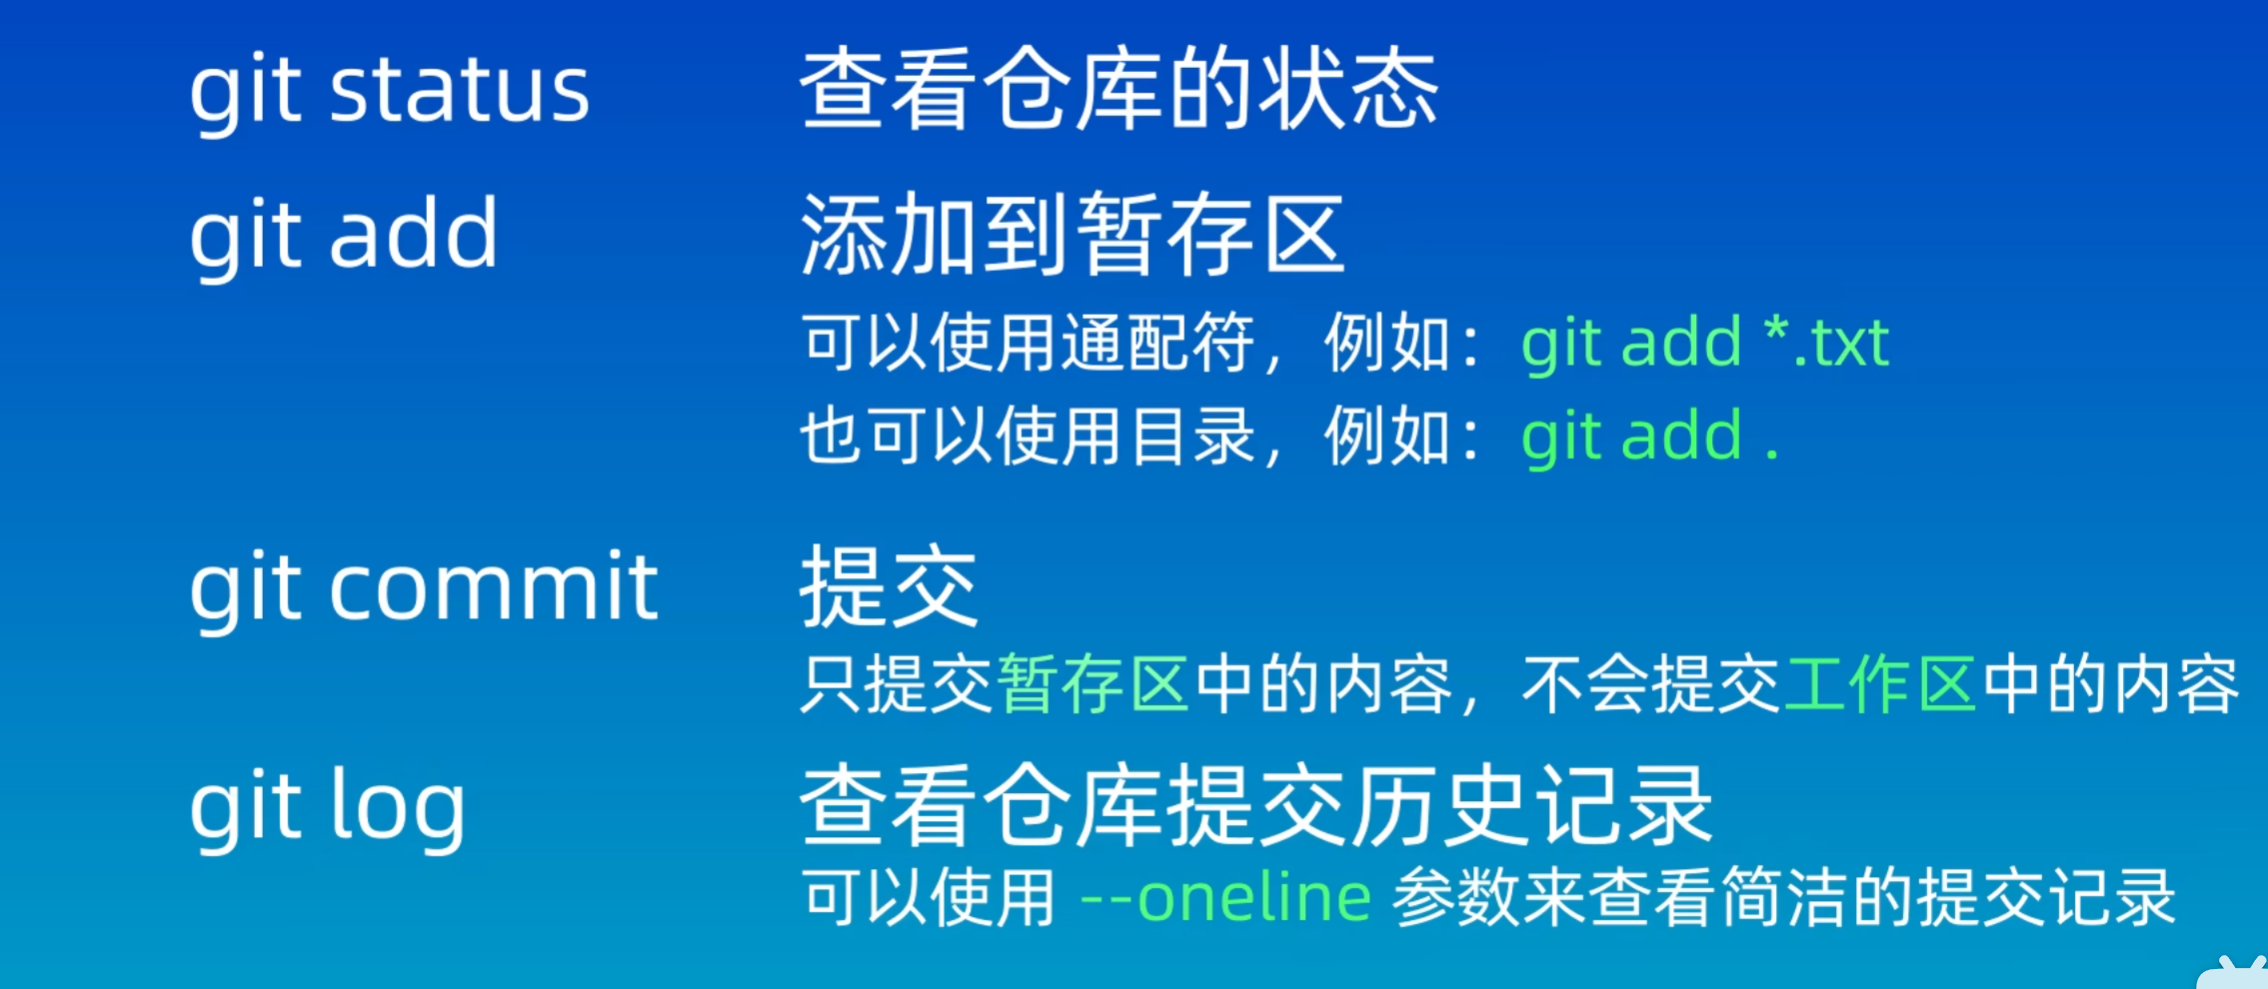 git status 查看仓库的状态
git add 添加到暂存区
可以使用通配符，例如：git add *.txt
也可以使用目录，例如：git add .
git commit 提交
只提交暂存区中的内容，不会提交工作区中的内容
git log 查看仓库提交历史记录
可以使用 --oneline 参数来查看简洁的提交记录